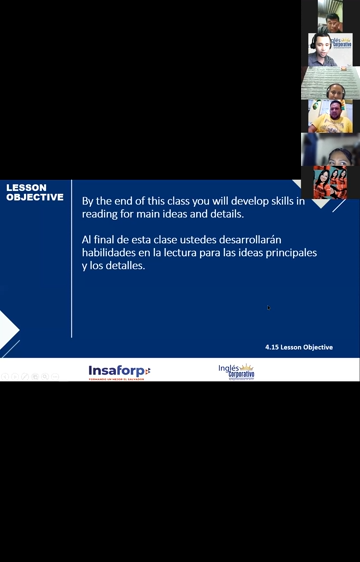 LESSON
OBJECTIVE
By the end of this class you will develop skills in
reading for main ideas and details.
Al final de esta clase ustedes desarrollarán
habilidades en la lectura para las ideas principales
y los detalles.
4.15 Lesson Objective
Insaforp
Inglés
Corporativo